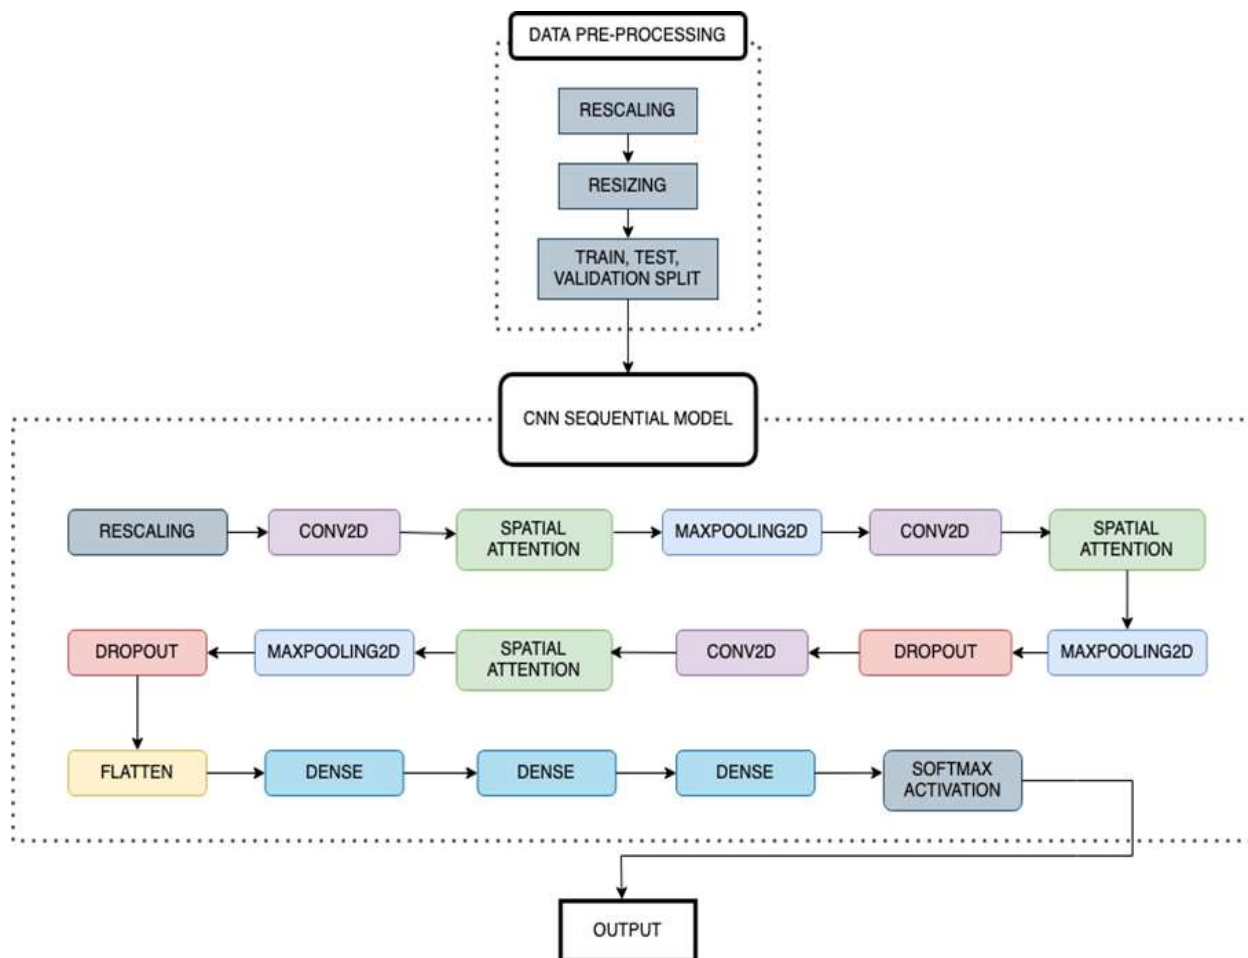 DATA PRE-PROCESSING
RESCALING
RESIZING
TRAIN, TEST,
VALIDATION SPLIT
CNN SEQUENTIAL MODEL
RESCALING
CONV2D
SPATIAL
ATTENTION
MAXPOOLING2D
CONV2D
SPATIAL
ATTENTION
MAXPOOLING2D
DROPOUT
CONV2D
SPATIAL
ATTENTION
MAXPOOLING2D
DROPOUT
FLATTEN
DENSE
DENSE
DENSE
SOFTMAX
ACTIVATION
OUTPUT